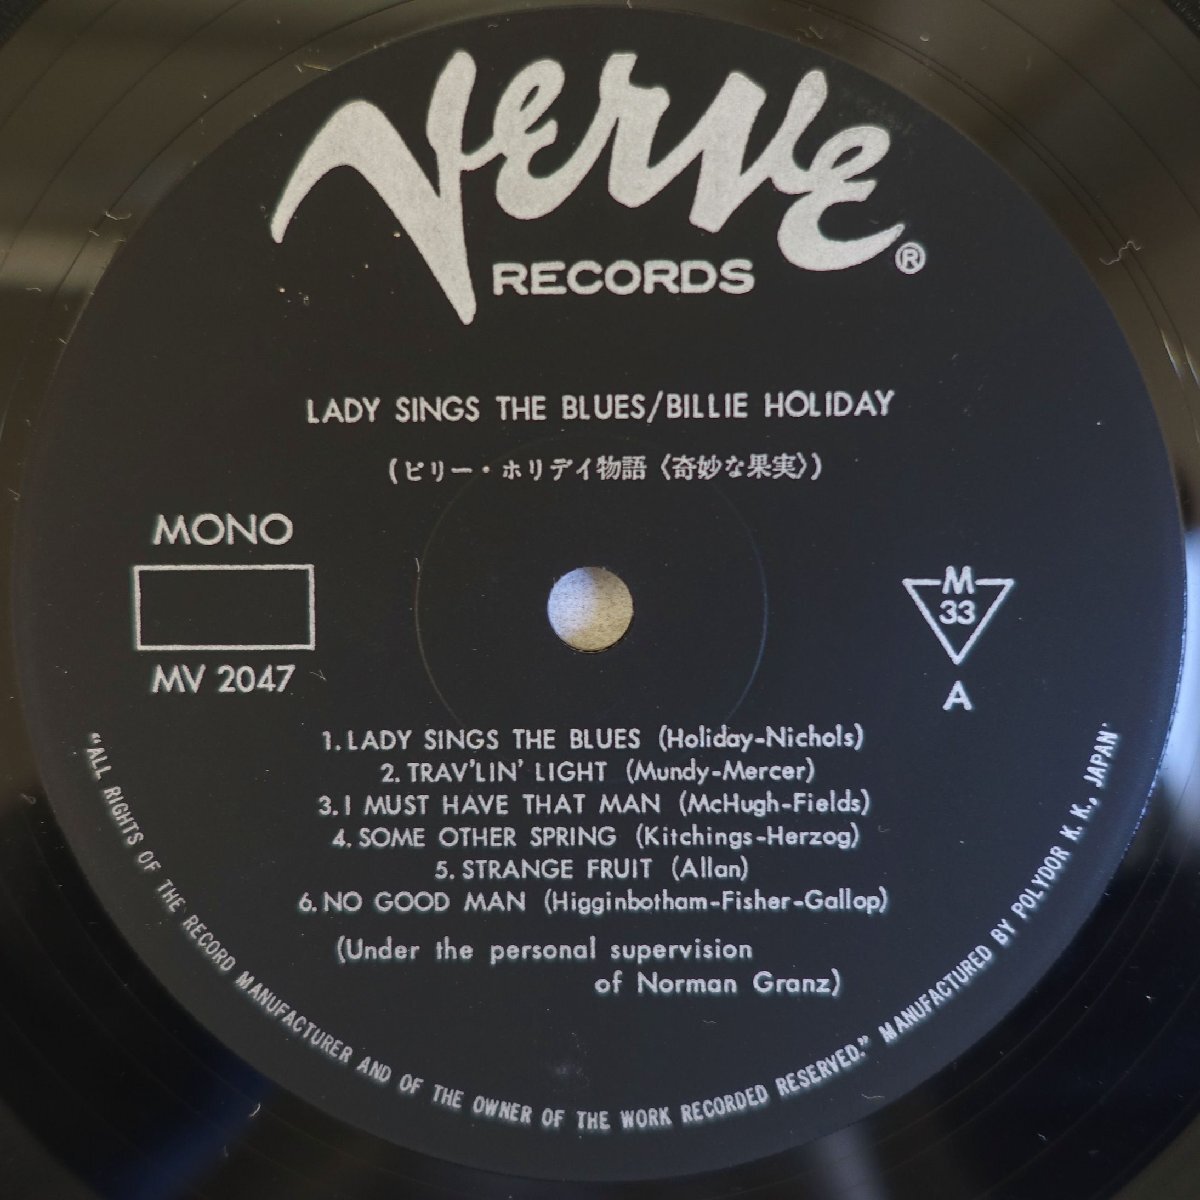 Verve
RECORDS ®
LADY SINGS THE BLUES/BILLIE HOLIDAY
(ビリー・ホリデイ物語〈奇妙な果実〉)
MONO
MV 2047
M
33
A
1. LADY SINGS THE BLUES (Holiday-Nichols)
2. TRAV'LIN' LIGHT (Mundy-Mercer)
3. I MUST HAVE THAT MAN (McHugh-Fields)
4. SOME OTHER SPRING (Kitchings-Herzog)
5. STRANGE FRUIT (Allan)
6. NO GOOD MAN (Higginbotham-Fisher-Gallop)
(Under the personal supervision
of Norman Granz)
"ALL RIGHTS OF THE RECORD MANUFACTURER AND OF THE OWNER OF THE WORK RECORDED RESERVED." MANUFACTURED BY POLYDOR K. K., JAPAN'